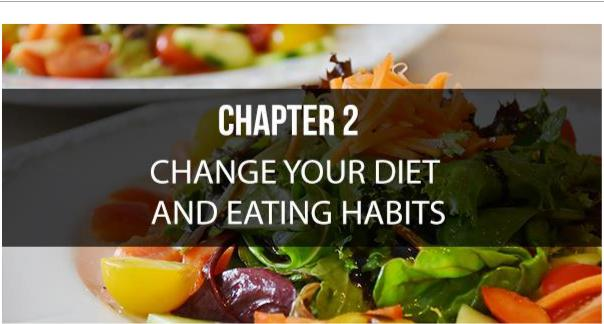 CHAPTER 2
CHANGE YOUR DIET
AND EATING HABITS